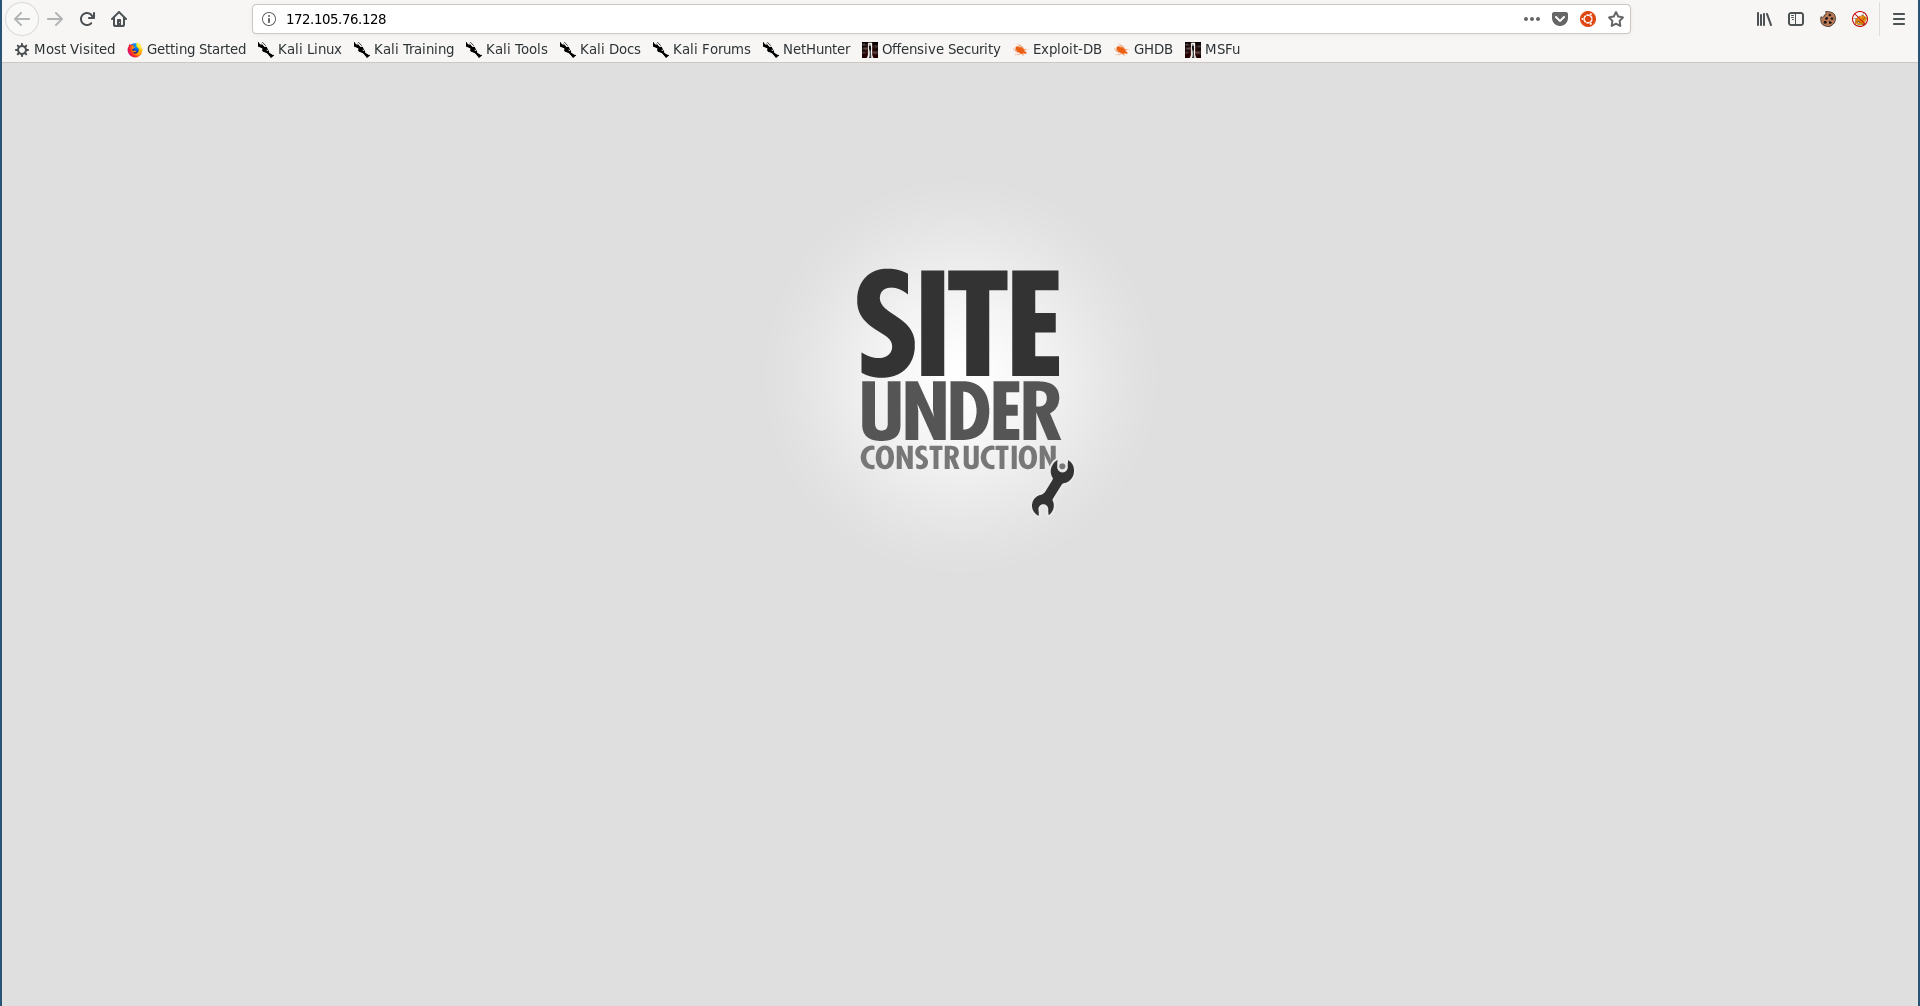 172.105.76.128
Most Visited Getting Started Kali Linux Kali Training Kali Tools Kali Docs Kali Forums NetHunter Offensive Security Exploit-DB GHDB MSFu
SITE
UNDER
CONSTRUCTION